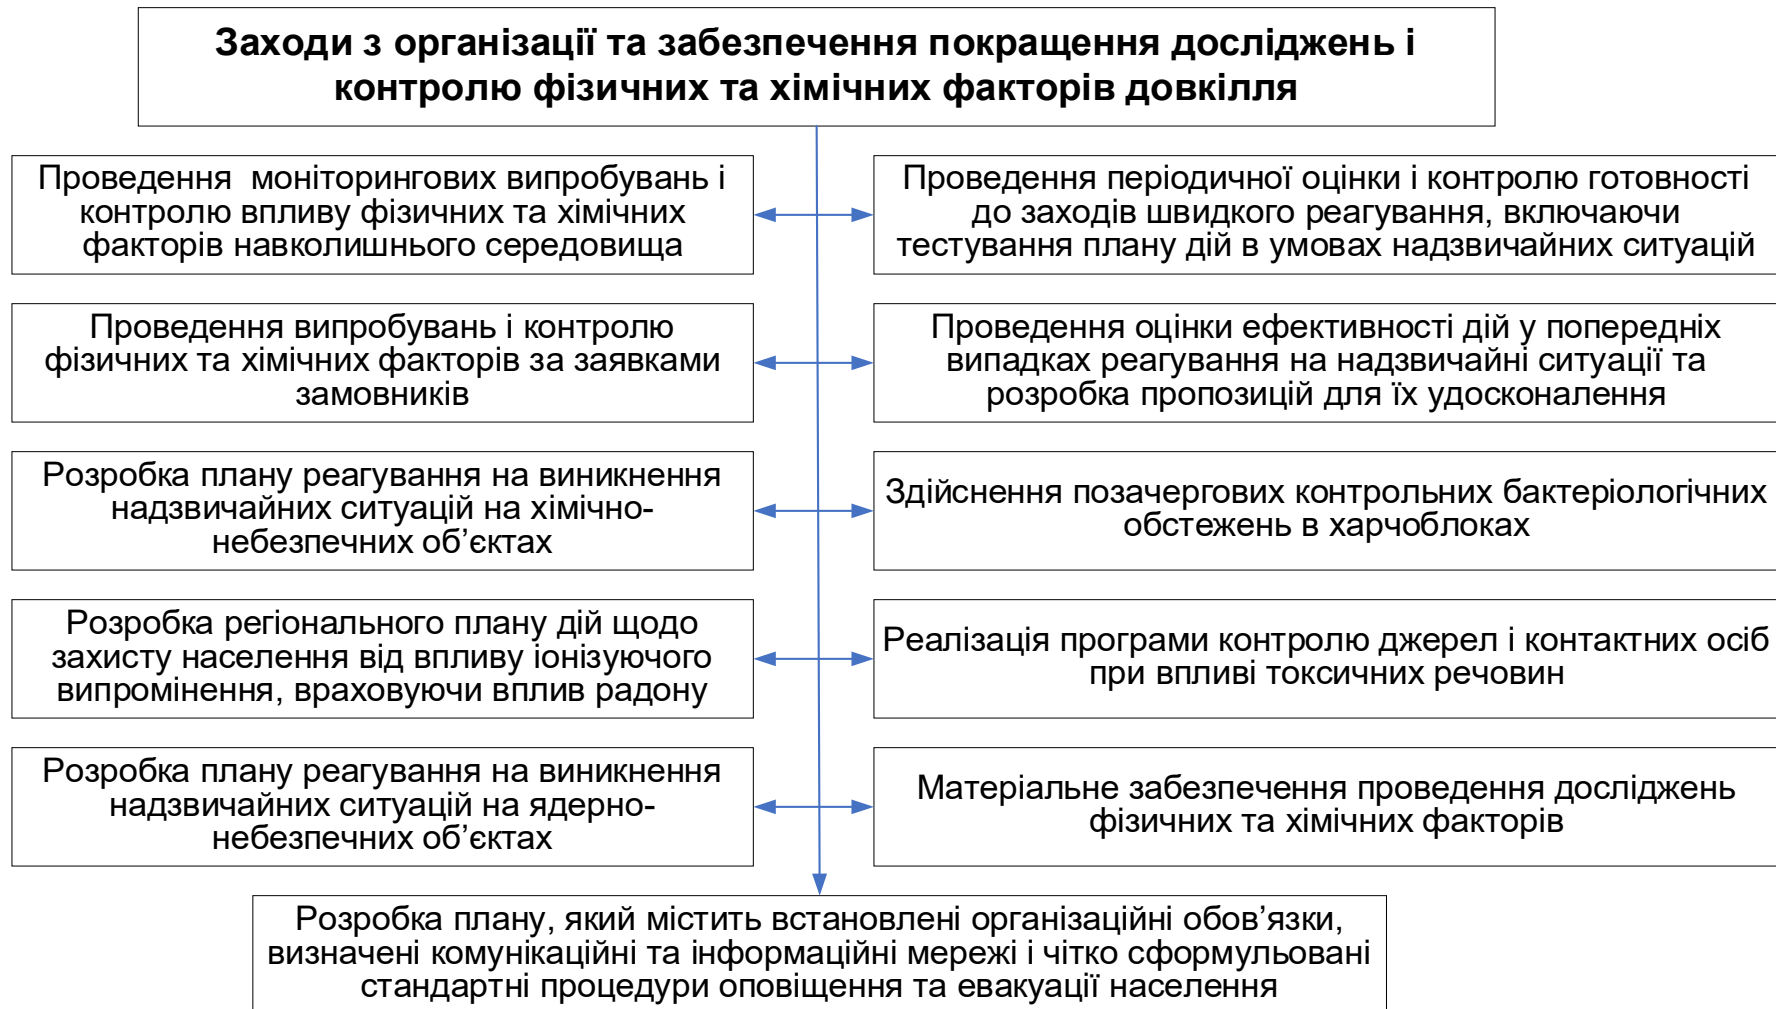 Заходи з організації та забезпечення покращення досліджень і
контролю фізичних та хімічних факторів довкілля
Проведення моніторингових випробувань і
контролю впливу фізичних та хімічних
факторів навколишнього середовища
Проведення періодичної оцінки і контролю готовності
до заходів швидкого реагування, включаючи
тестування плану дій в умовах надзвичайних ситуацій
Проведення випробувань і контролю
фізичних та хімічних факторів за заявками
замовників
Проведення оцінки ефективності дій у попередніх
випадках реагування на надзвичайні ситуації та
розробка пропозицій для їх удосконалення
Розробка плану реагування на виникнення
надзвичайних ситуацій на хімічно-
небезпечних об’єктах
Здійснення позачергових контрольних бактеріологічних
обстежень в харчоблоках
Розробка регіонального плану дій щодо
захисту населення від впливу іонізуючого
випромінення, враховуючи вплив радону
Реалізація програми контролю джерел і контактних осіб
при впливі токсичних речовин
Розробка плану реагування на виникнення
надзвичайних ситуацій на ядерно-
небезпечних об’єктах
Матеріальне забезпечення проведення досліджень
фізичних та хімічних факторів
Розробка плану, який містить встановлені організаційні обов’язки,
визначені комунікаційні та інформаційні мережі і чітко сформульовані
стандартні процедури оповіщення та евакуації населення